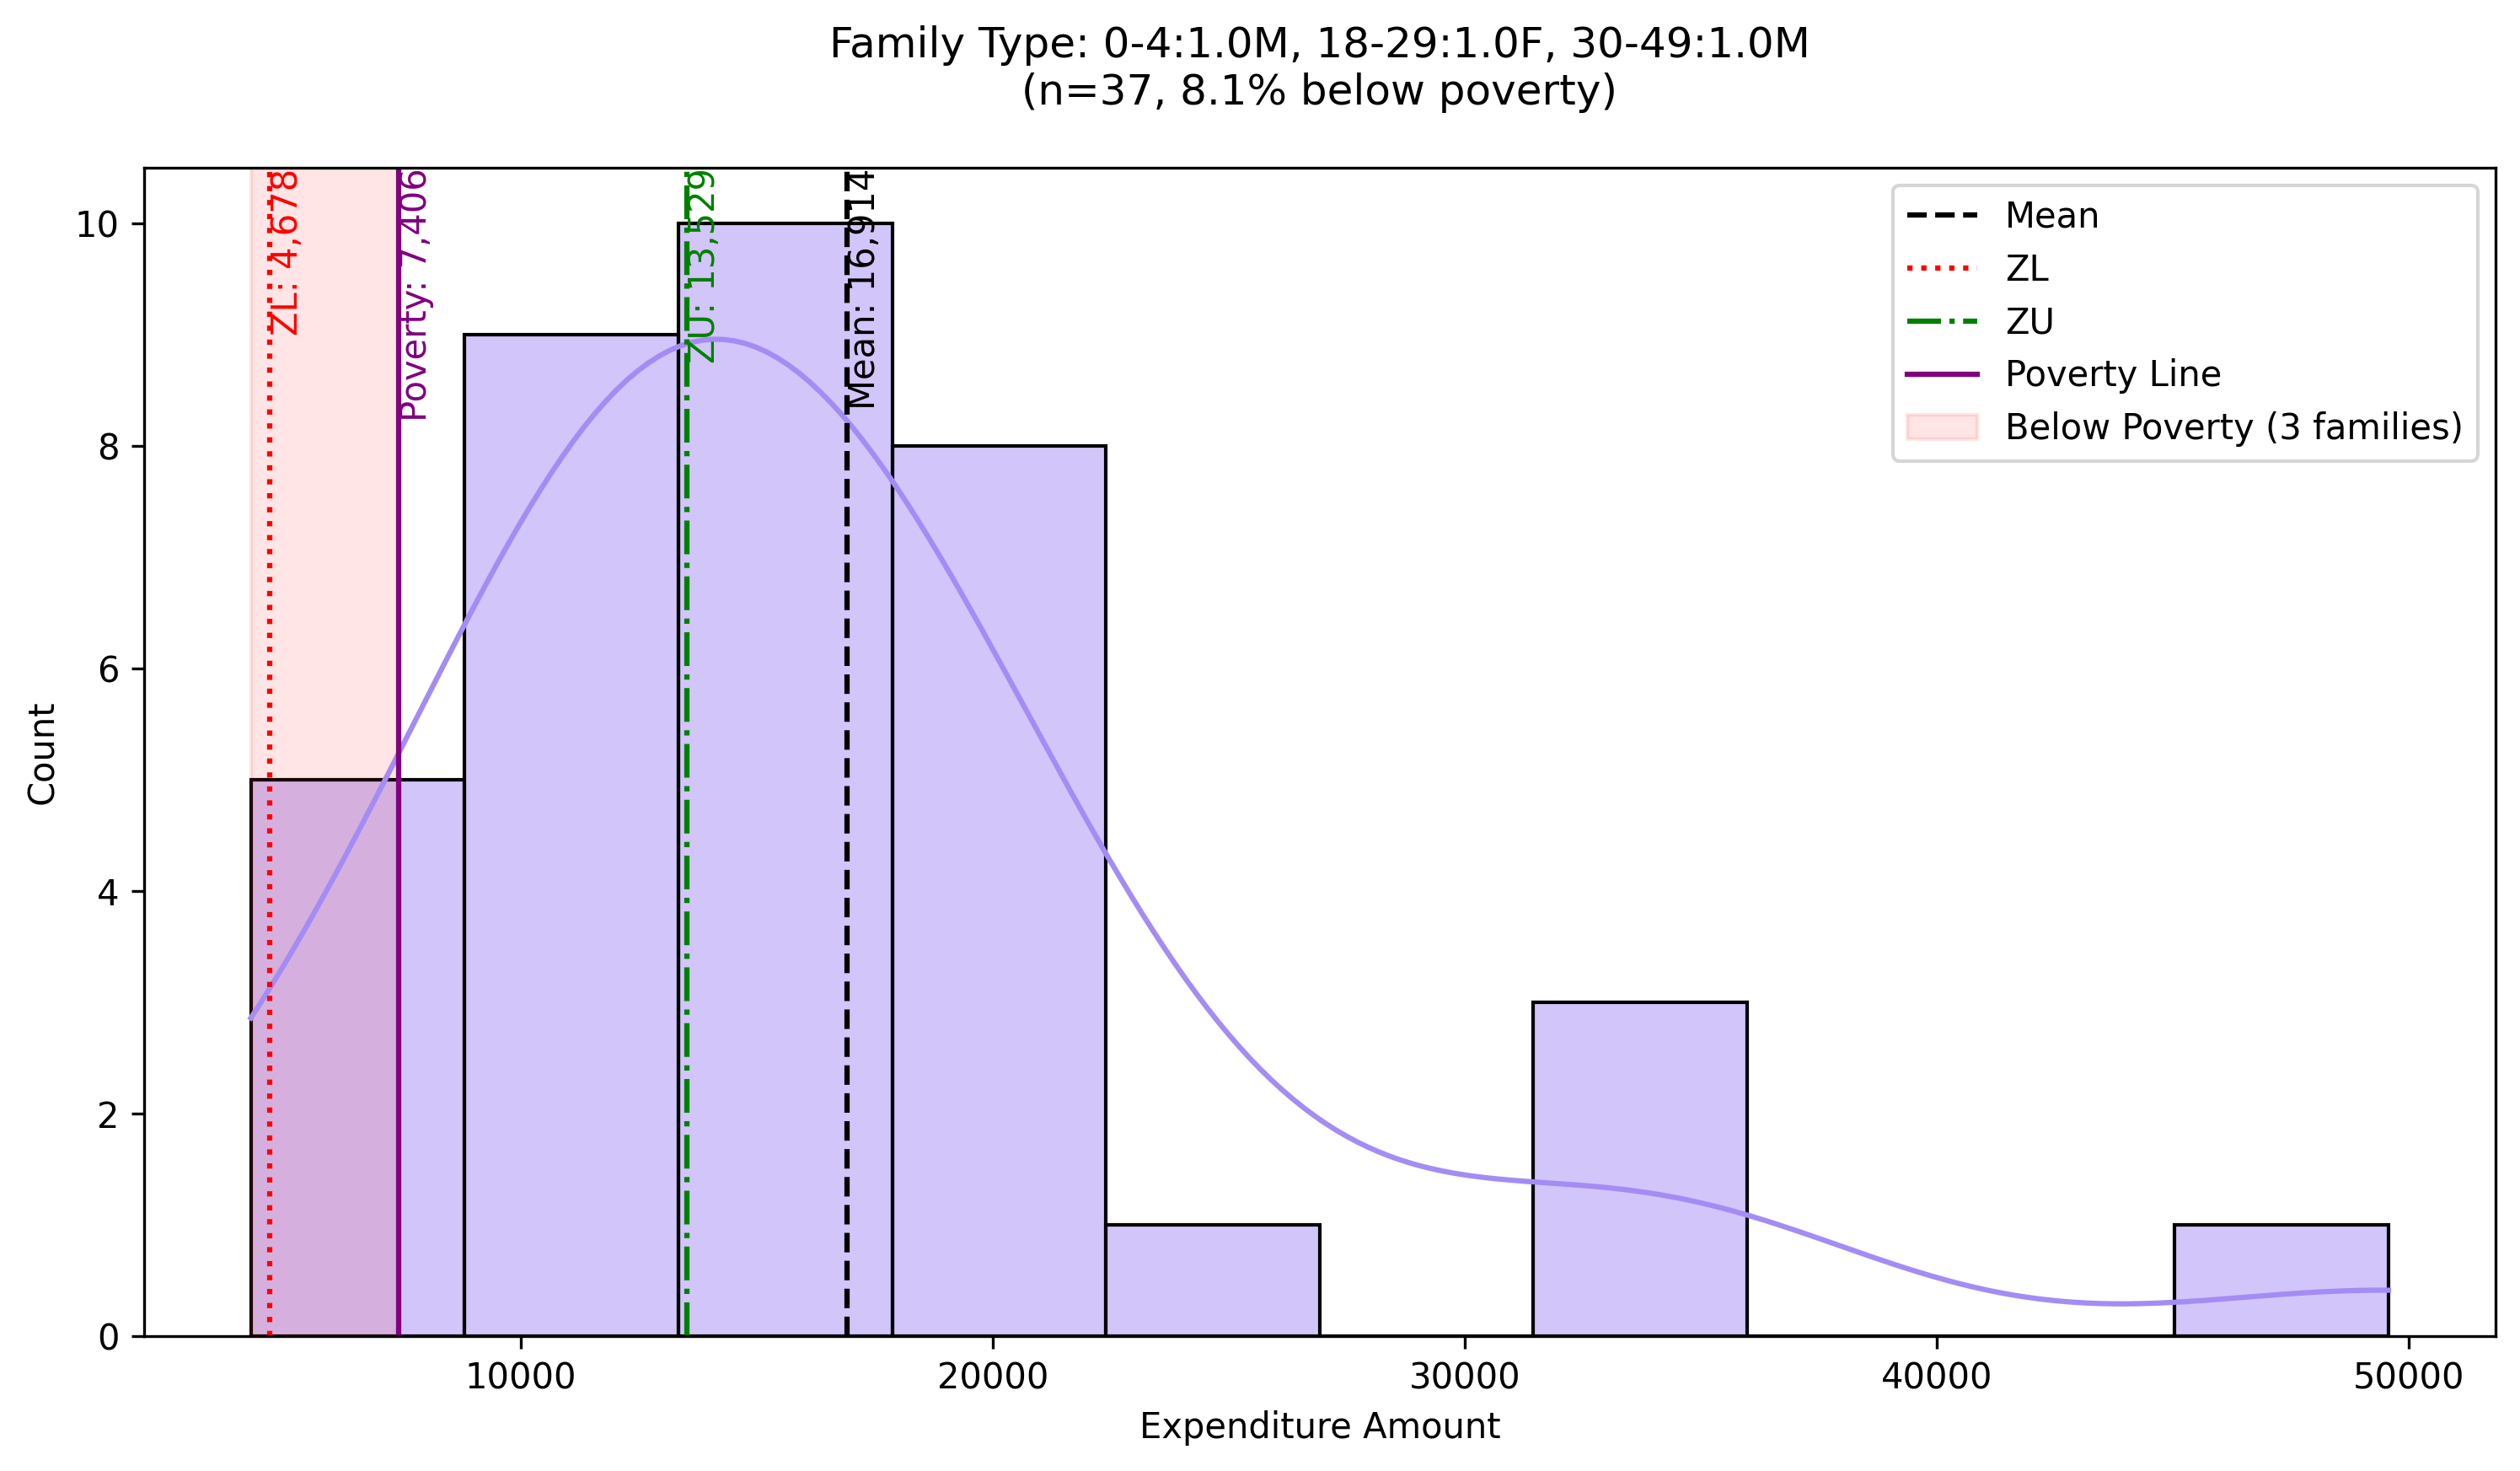 Family Type: 0-4:1.0M, 18-29:1.0F, 30-49:1.0M
(n=37, 8.1% below poverty)
ZL: 4,678
Poverty: 7,406
ZU: 13,529
Mean: 16,914
Mean
ZL
ZU
Poverty Line
Below Poverty (3 families)
Count
10
8
6
4
2
0
10000
20000
30000
40000
50000
Expenditure Amount